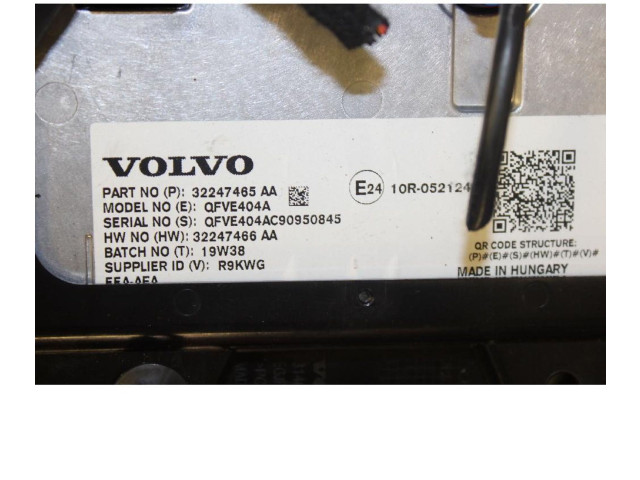 VOLVO
PART NO (P): 32247465 AA
MODEL NO (E): QFVE404A
SERIAL NO (S): QFVE404AC90950845
HW NO (HW): 32247466 AA
BATCH NO (T): 19W38
SUPPLIER ID (V): R9KWG
E24 10R-052124
QR CODE STRUCTURE:
(P)#(E)#(S)#(HW)#(T)#(V)#
MADE IN HUNGARY